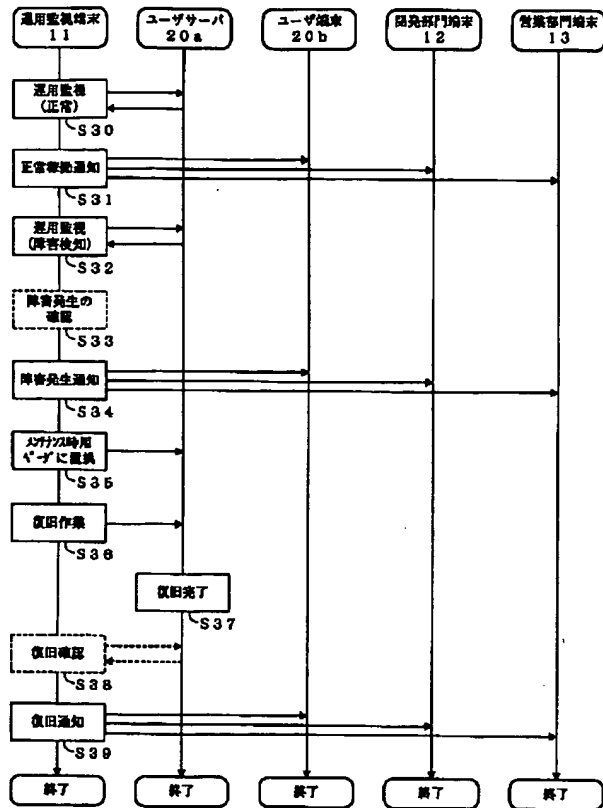 運用監視端末
11
ユーザサーバ
20a
ユーザ端末
20b
開発部門端末
12
営業部門端末
13
運用監視
(正常)
S30
正常稼働通知
S31
運用監視
(障害検知)
S32
障害発生の
確認
S33
障害発生通知
S34
メンテナンス時用
ページに置換
S35
復旧作業
S36
復旧完了
S37
復旧確認
S38
復旧通知
S39
終了
終了
終了
終了
終了